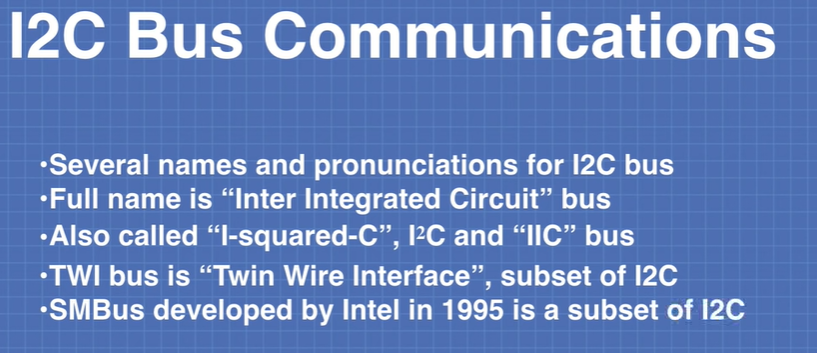 I2C Bus Communications
•Several names and pronunciations for I2C bus
•Full name is “Inter Integrated Circuit” bus
•Also called “I-squared-C”, I²C and “IIC” bus
•TWI bus is “Twin Wire Interface”, subset of I2C
•SMBus developed by Intel in 1995 is a subset of I2C